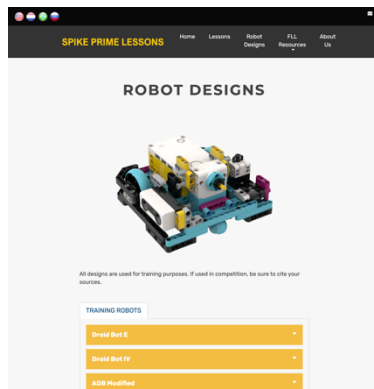 SPIKE PRIME LESSONS
Home
Lessons
Robot
Designs
FLL
Resources
About
Us
ROBOT DESIGNS
All designs are used for training purposes. If used in competition, be sure to cite your
sources.
TRAINING ROBOTS
Droid Bot E
Droid Bot IV
ADB Modified